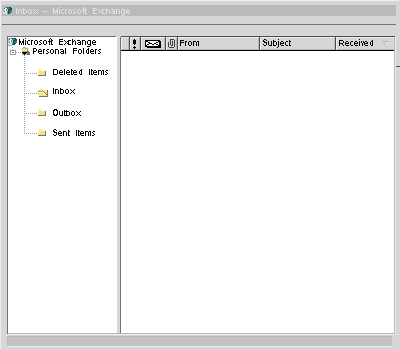 Inbox - Microsoft Exchange
Microsoft Exchange
Personal Folders
Deleted Items
Inbox
Outbox
Sent Items
! From Subject Received